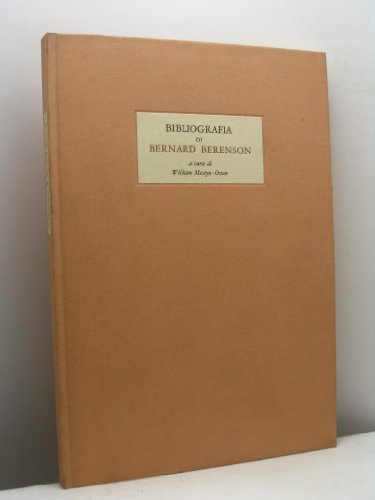 BIBLIOGRAFIA
DI
BERNARD BERENSON
a cura di
William Mostyn-Owen